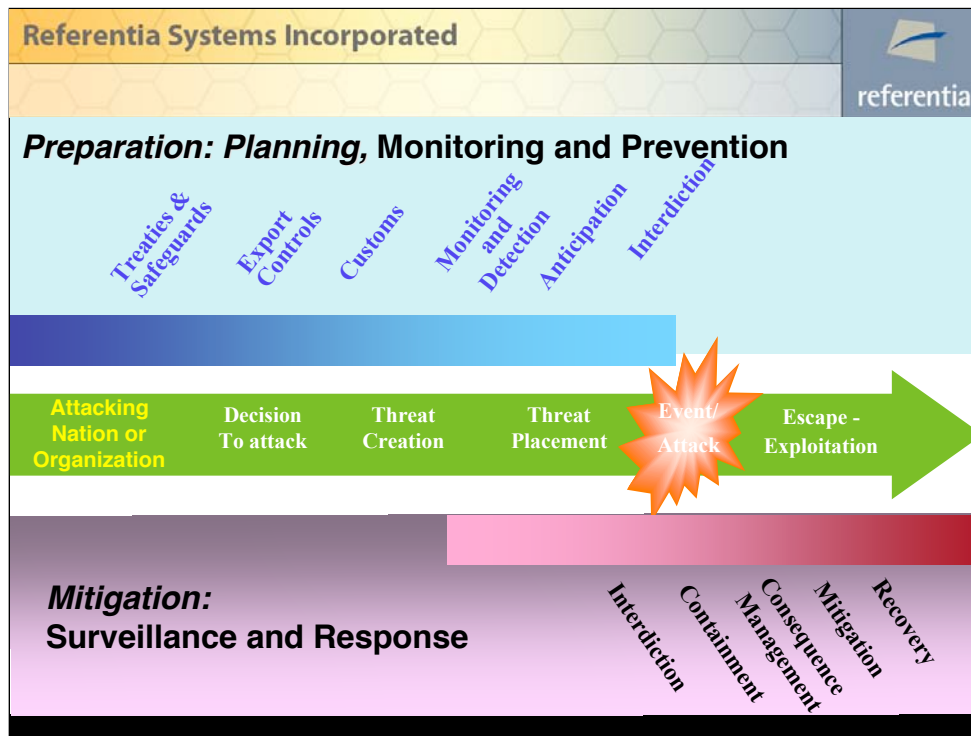 Referentia Systems Incorporated
referentia
Preparation: Planning, Monitoring and Prevention
Treaties &
Safeguards
Export
Controls
Customs
Monitoring
and
Detection
Anticipation
Interdiction
Attacking
Nation or
Organization
Decision
To attack
Threat
Creation
Threat
Placement
Event/
Attack
Escape -
Exploitation
Mitigation:
Surveillance and Response
Interdiction
Containment
Consequence
Management
Mitigation
Recovery